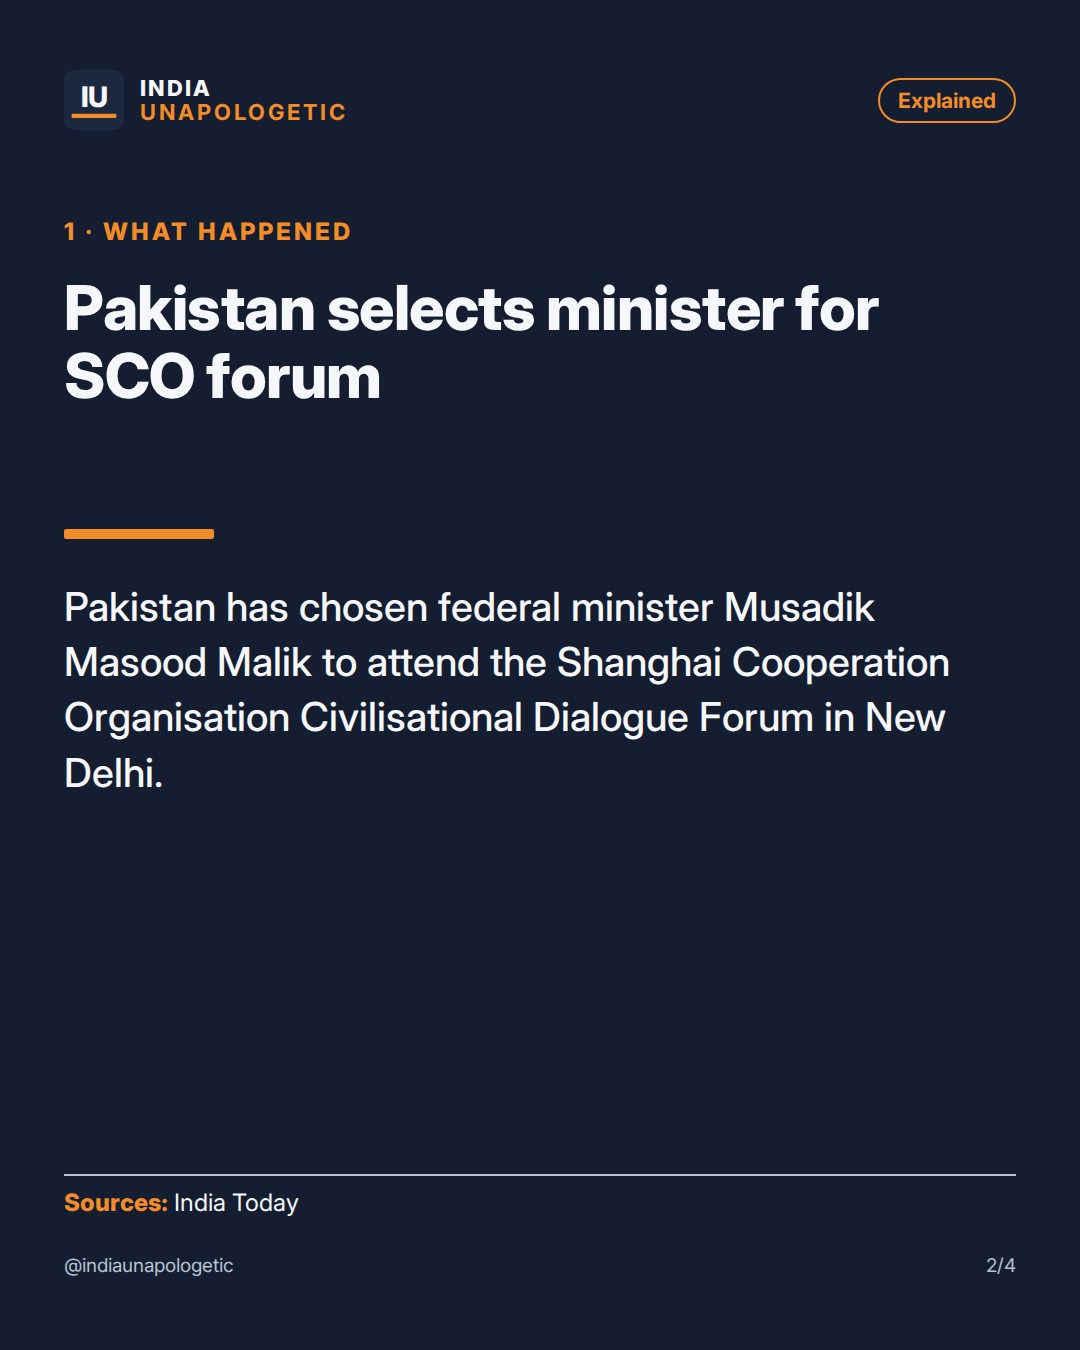 IU
INDIA
UNAPOLOGETIC
Explained
1 · WHAT HAPPENED
Pakistan selects minister for
SCO forum
Pakistan has chosen federal minister Musadik
Masood Malik to attend the Shanghai Cooperation
Organisation Civilisational Dialogue Forum in New
Delhi.
Sources: India Today
@indiaunapologetic
2/4